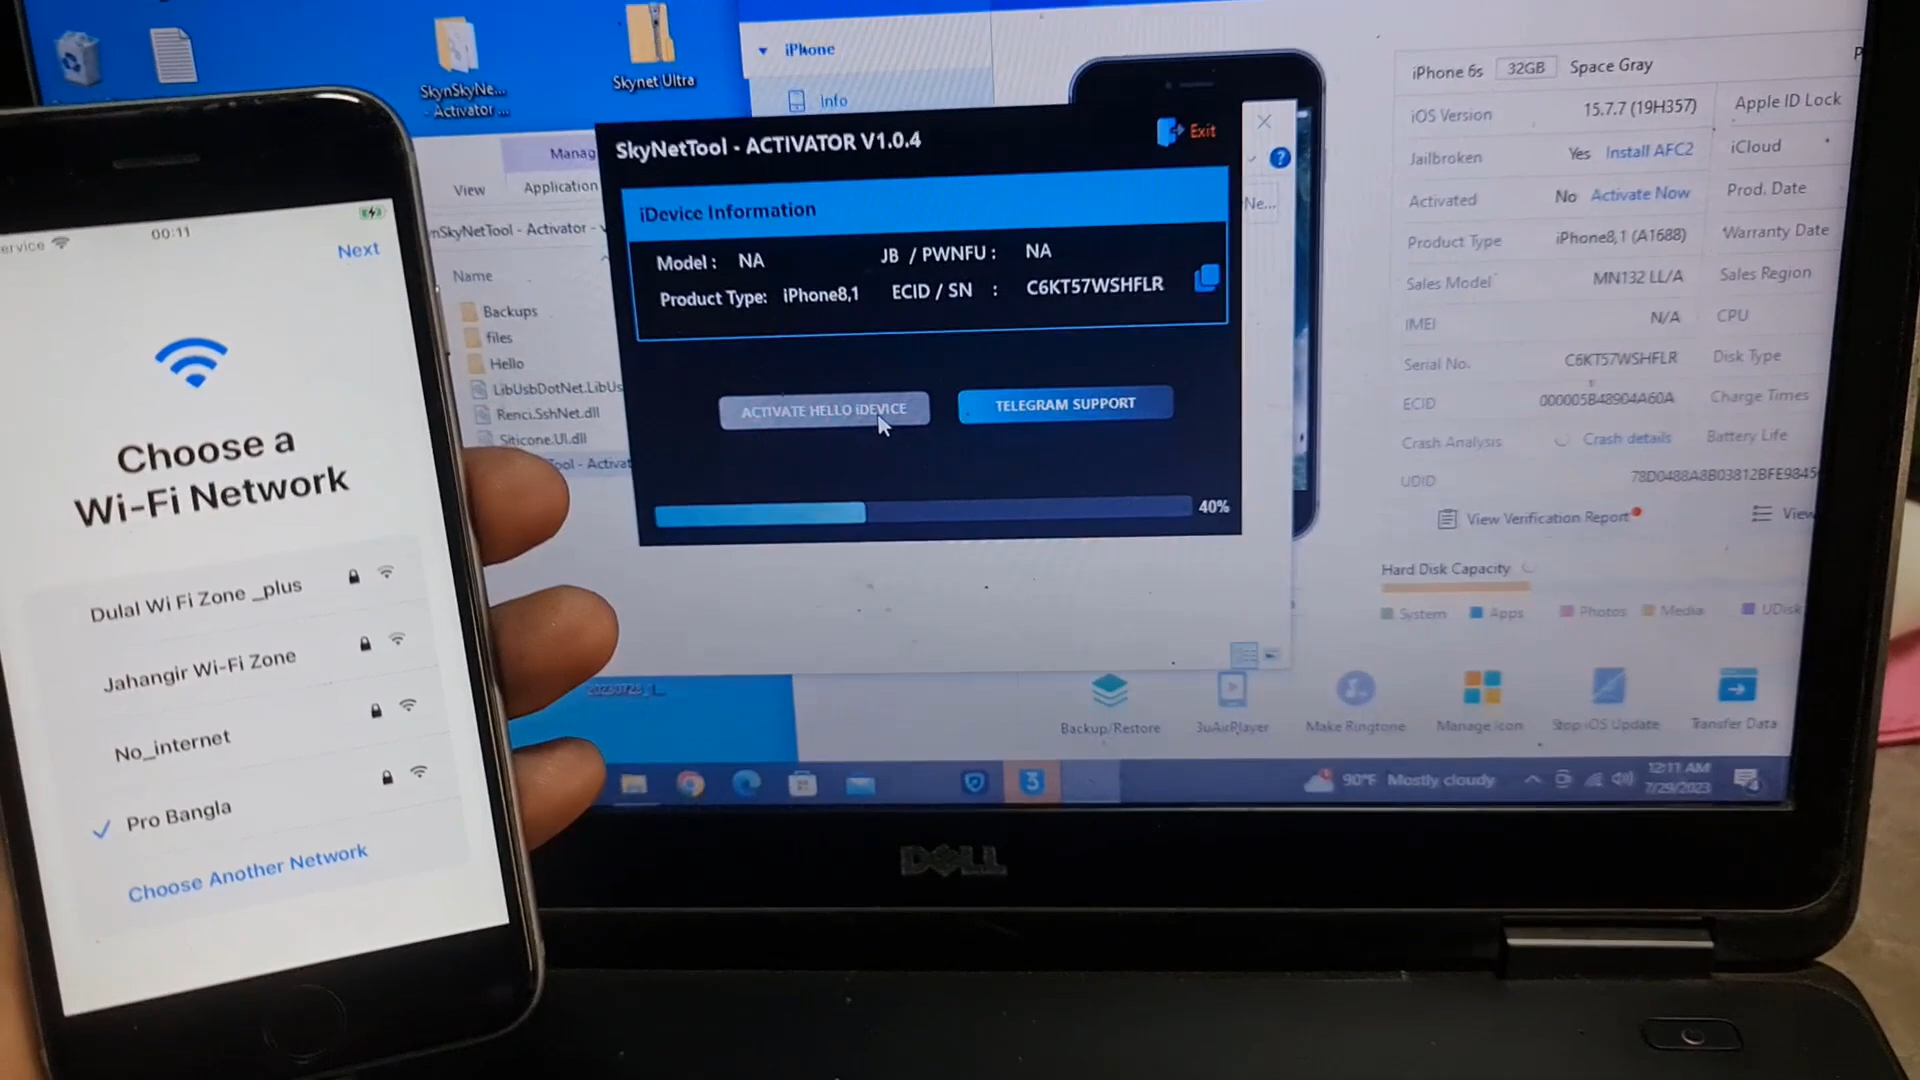 00:11
Next
Choose a
Wi-Fi Network
Dulal Wi Fi Zone _plus
Jahangir Wi-Fi Zone
No_internet
Pro Bangla
Choose Another Network
SkynSkyNe...
- Activator ...
Skynet Ultra
iPhone
Info
Manag
View
Application
Name
Backups
files
Hello
LibUsbDotNet.LibUs
Renci.SshNet.dll
Siticone.UI.dll
SkyNetTool - ACTIVATOR V1.0.4
Exit
iDevice Information
Model : NA
JB / PWNFU : NA
Product Type: iPhone8,1
ECID / SN : C6KT57WSHFLR
ACTIVATE HELLO iDEVICE
TELEGRAM SUPPORT
40%
Ne...
iPhone 6s 32GB Space Gray
iOS Version 15.7.7 (19H357) Apple ID Lock
Jailbroken Yes Install AFC2 iCloud
Activated No Activate Now Prod. Date
Product Type iPhone8,1 (A1688) Warranty Date
Sales Model MN132 LL/A Sales Region
IMEI N/A CPU
Serial No. C6KT57WSHFLR Disk Type
ECID 000005B48904A60A Charge Times
Crash Analysis Crash details Battery Life
UDID 78D0488A8B03812BFE9845
View Verification Report View
Hard Disk Capacity
System Apps Photos Media UDisk
Backup/Restore 3uAirPlayer Make Ringtone Manage Icon Stop iOS Update Transfer Data
90°F Mostly cloudy
12:11 AM
7/29/2023
DELL